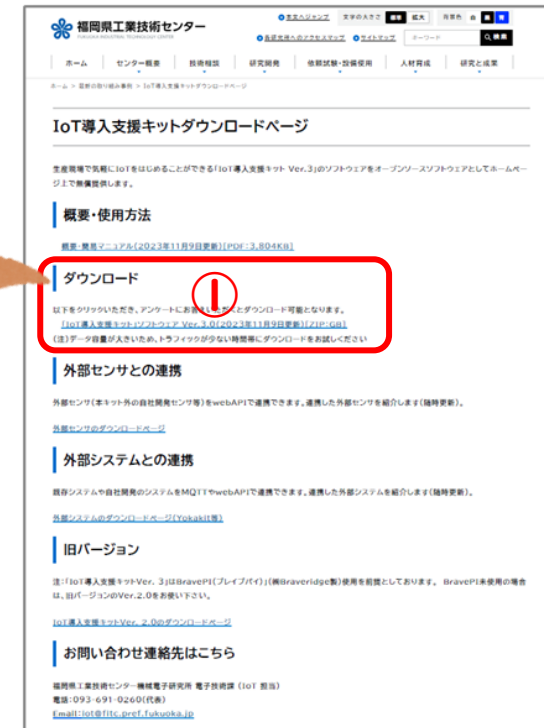 福岡県工業技術センター
FUKUOKA INDUSTRIAL TECHNOLOGY CENTER
本文へジャンプ 文字の大きさ 標準 拡大 背景色 白 黒 青
各研究所へのアクセスマップ サイトマップ キーワード 検索
ホーム センター概要 技術相談 研究開発 依頼試験・設備使用 人材育成 研究と成果
ホーム > 最新の取り組み事例 > IoT導入支援キットダウンロードページ
IoT導入支援キットダウンロードページ
生産現場で気軽にIoTをはじめることができる「IoT導入支援キット Ver.3」のソフトウェアをオープンソースソフトウェアとしてホームペー
ジ上で無償提供します。
概要・使用方法
概要・簡易マニュアル(2023年11月9日更新)[PDF:3,804KB]
ダウンロード
①
以下をクリックいただき、アンケートにお答えいただくとダウンロード可能となります。
「IoT導入支援キット」ソフトウェア Ver.3.0(2023年11月9日更新)[ZIP:GB]
(注)データ容量が大きいため、トラフィックが少ない時間帯にダウンロードをお試しください
外部センサとの連携
外部センサ(本キット外の自社開発センサ等)をwebAPIで連携できます。連携した外部センサを紹介します(随時更新)。
外部センサのダウンロードページ
外部システムとの連携
既存システムや自社開発のシステムをMQTTやwebAPIで連携できます。連携した外部システムを紹介します(随時更新)。
外部システムのダウンロードページ(Yokakit等)
旧バージョン
注:「IoT導入支援キットVer. 3」はBravePI(ブレイブパイ)」(㈱Braveridge製)使用を前提としております。 BravePI未使用の場合
は、旧バージョンのVer.2.0をお使い下さい。
IoT導入支援キットVer. 2.0のダウンロードページ
お問い合わせ連絡先はこちら
福岡県工業技術センター機械電子研究所 電子技術課 (IoT 担当)
電話:093-691-0260(代表)
Email:iot@fitc.pref.fukuoka.jp